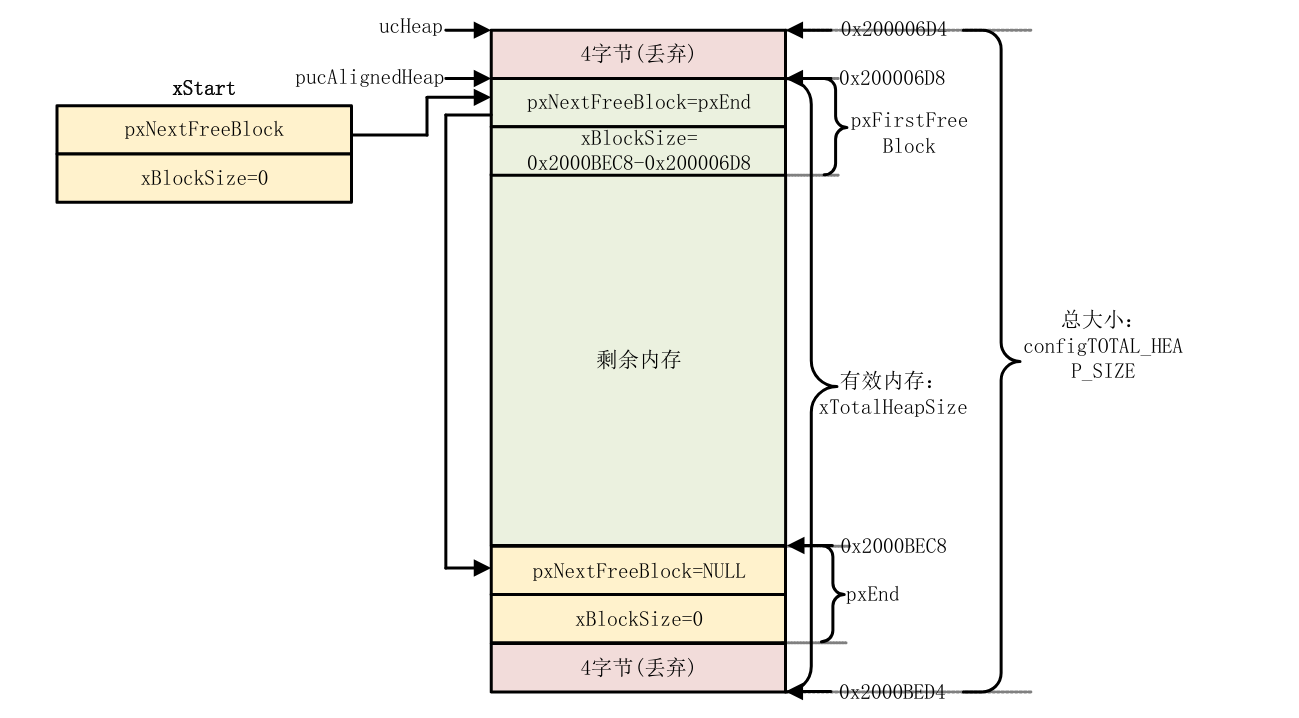 ucHeap
0x200006D4
4字节(丢弃)
pucAlignedHeap
0x200006D8
xStart
pxNextFreeBlock
xBlockSize=0
pxNextFreeBlock=pxEnd
xBlockSize=
0x2000BEC8-0x200006D8
pxFirstFree
Block
剩余内存
总大小：
configTOTAL_HEA
P_SIZE
有效内存：
xTotalHeapSize
0x2000BEC8
pxNextFreeBlock=NULL
xBlockSize=0
pxEnd
4字节(丢弃)
0x2000BED4